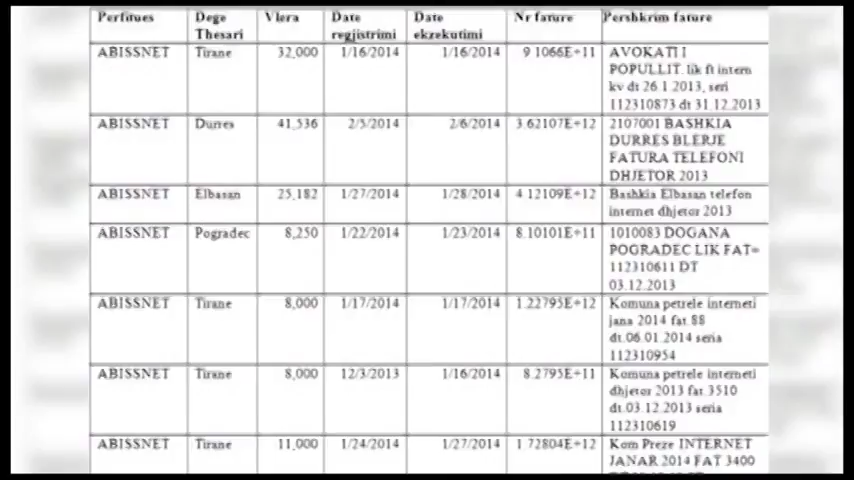 Perfitues Dege Thesari Vlera Date regjistrimi Date ekzekutimi Nr fature Pershkrim fature
ABISSNET Tirane 32,000 1/16/2014 1/16/2014 9.1066E+11 AVOKATI I
POPULLIT. lik ft intern
kv dt 26.1.2013, seri
112310873 dt 31.12.2013
ABISSNET Durres 41,536 2/5/2014 2/6/2014 3.62107E+12 2107001 BASHKIA
DURRES BLERJE
FATURA TELEFONI
DHJETOR 2013
ABISSNET Elbasan 25,182 1/27/2014 1/28/2014 4.12109E+12 Bashkia Elbasan telefon
internet dhjetor 2013
ABISSNET Pogradec 8,250 1/22/2014 1/23/2014 8.10101E+11 1010083 DOGANA
POGRADEC LIK FAT=
112310611 DT
03.12.2013
ABISSNET Tirane 8,000 1/17/2014 1/17/2014 1.22795E+12 Komuna petrele interneti
jana 2014 fat.88
dt.06.01.2014 seria
112310954
ABISSNET Tirane 8,000 12/3/2013 1/16/2014 8.2795E+11 Komuna petrele interneti
dhjetor 2013 fat.3510
dt.03.12.2013 seria
112310619
ABISSNET Tirane 11,000 1/24/2014 1/27/2014 1.72804E+12 Kom Preze INTERNET
JANAR 2014 FAT 3400